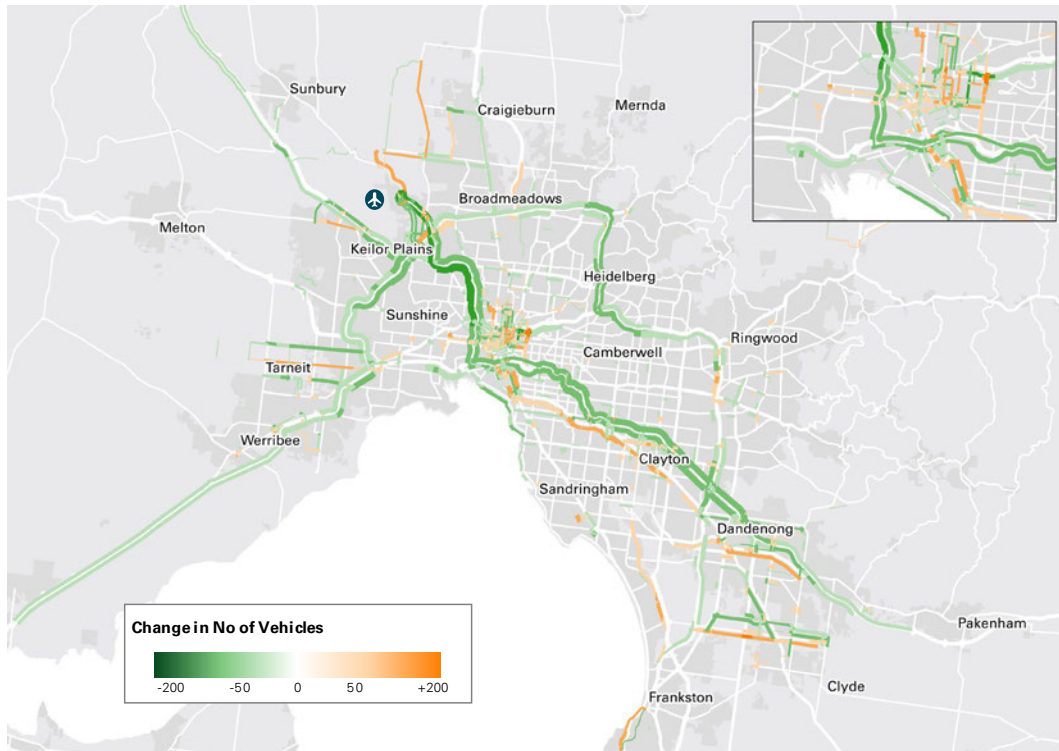 Sunbury
Craigieburn
Mernda
Broadmeadows
Melton
Keilor Plains
Heidelberg
Sunshine
Ringwood
Camberwell
Tarneit
Werribee
Clayton
Sandringham
Dandenong
Pakenham
Clyde
Frankston
Change in No of Vehicles
-200 -50 0 50 +200